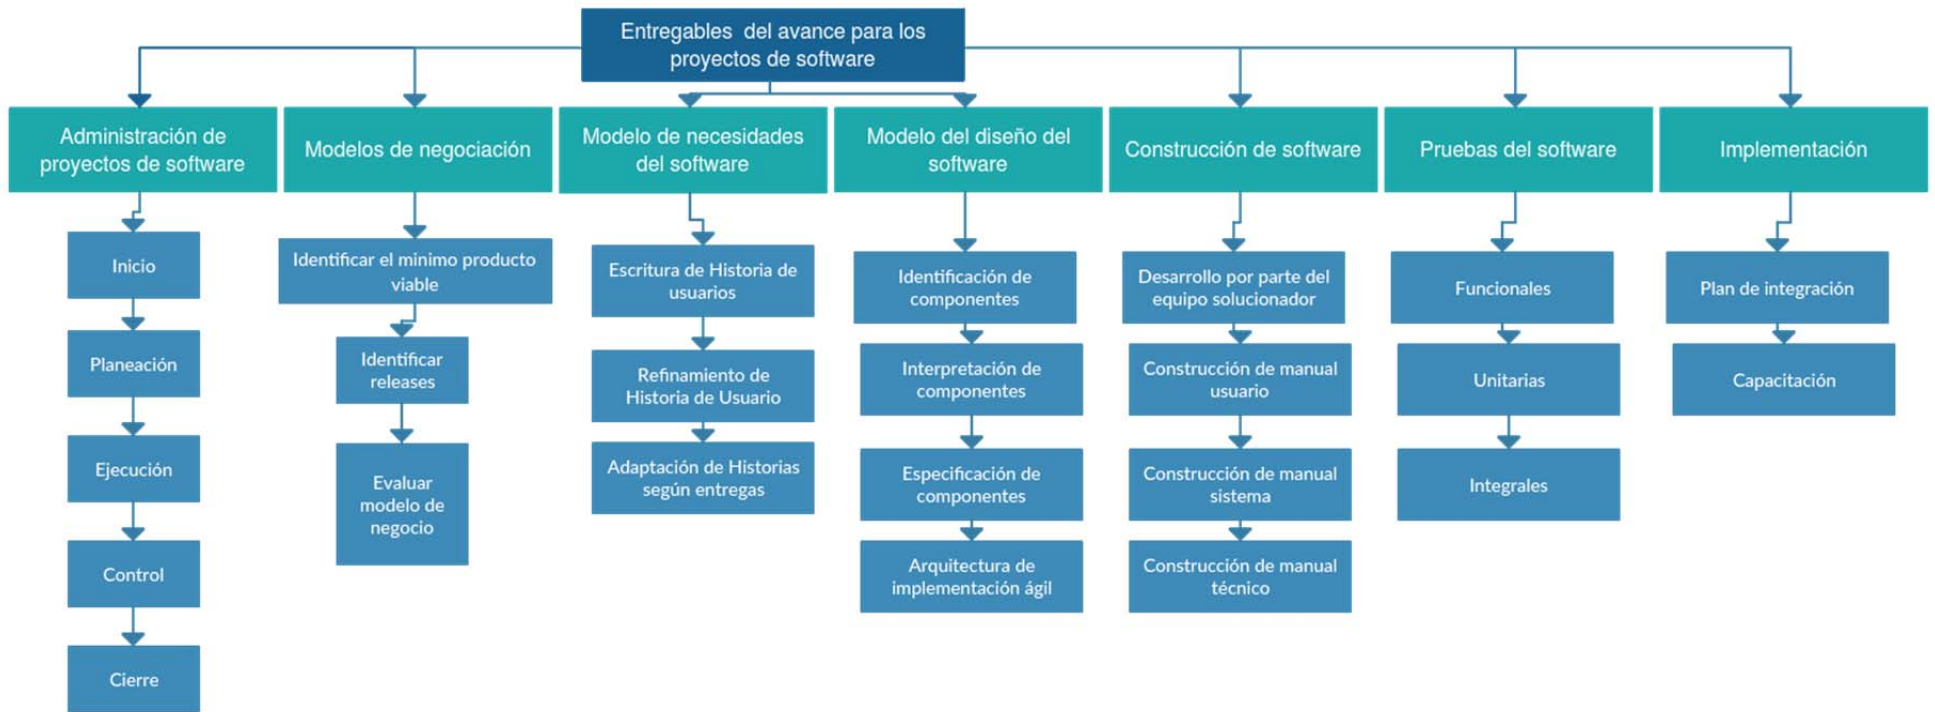 Entregables del avance para los
proyectos de software
Administración de
proyectos de software
Modelos de negociación
Modelo de necesidades
del software
Modelo del diseño del
software
Construcción de software
Pruebas del software
Implementación
Inicio
Planeación
Ejecución
Control
Cierre
Identificar el minimo producto
viable
Identificar
releases
Evaluar
modelo de
negocio
Escritura de Historia de
usuarios
Refinamiento de
Historia de Usuario
Adaptación de Historias
según entregas
Identificación de
componentes
Interpretación de
componentes
Especificación de
componentes
Arquitectura de
implementación ágil
Desarrollo por parte del
equipo solucionador
Construcción de manual
usuario
Construcción de manual
sistema
Construcción de manual
técnico
Funcionales
Unitarias
Integrales
Plan de integración
Capacitación